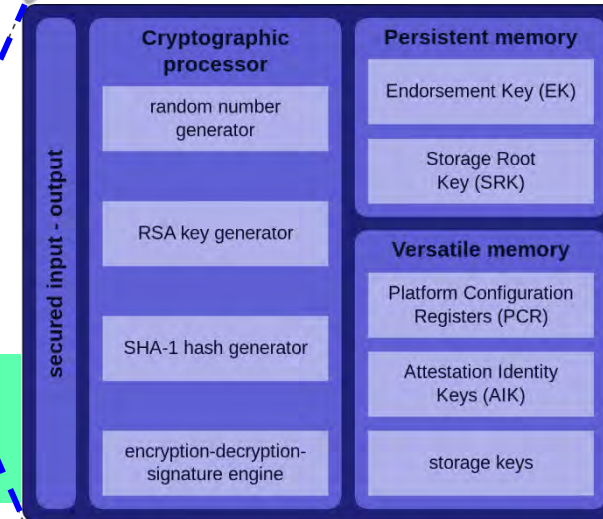 secured input - output
Cryptographic
processor
random number
generator
RSA key generator
SHA-1 hash generator
encryption-decryption-
signature engine
Persistent memory
Endorsement Key (EK)
Storage Root
Key (SRK)
Versatile memory
Platform Configuration
Registers (PCR)
Attestation Identity
Keys (AIK)
storage keys